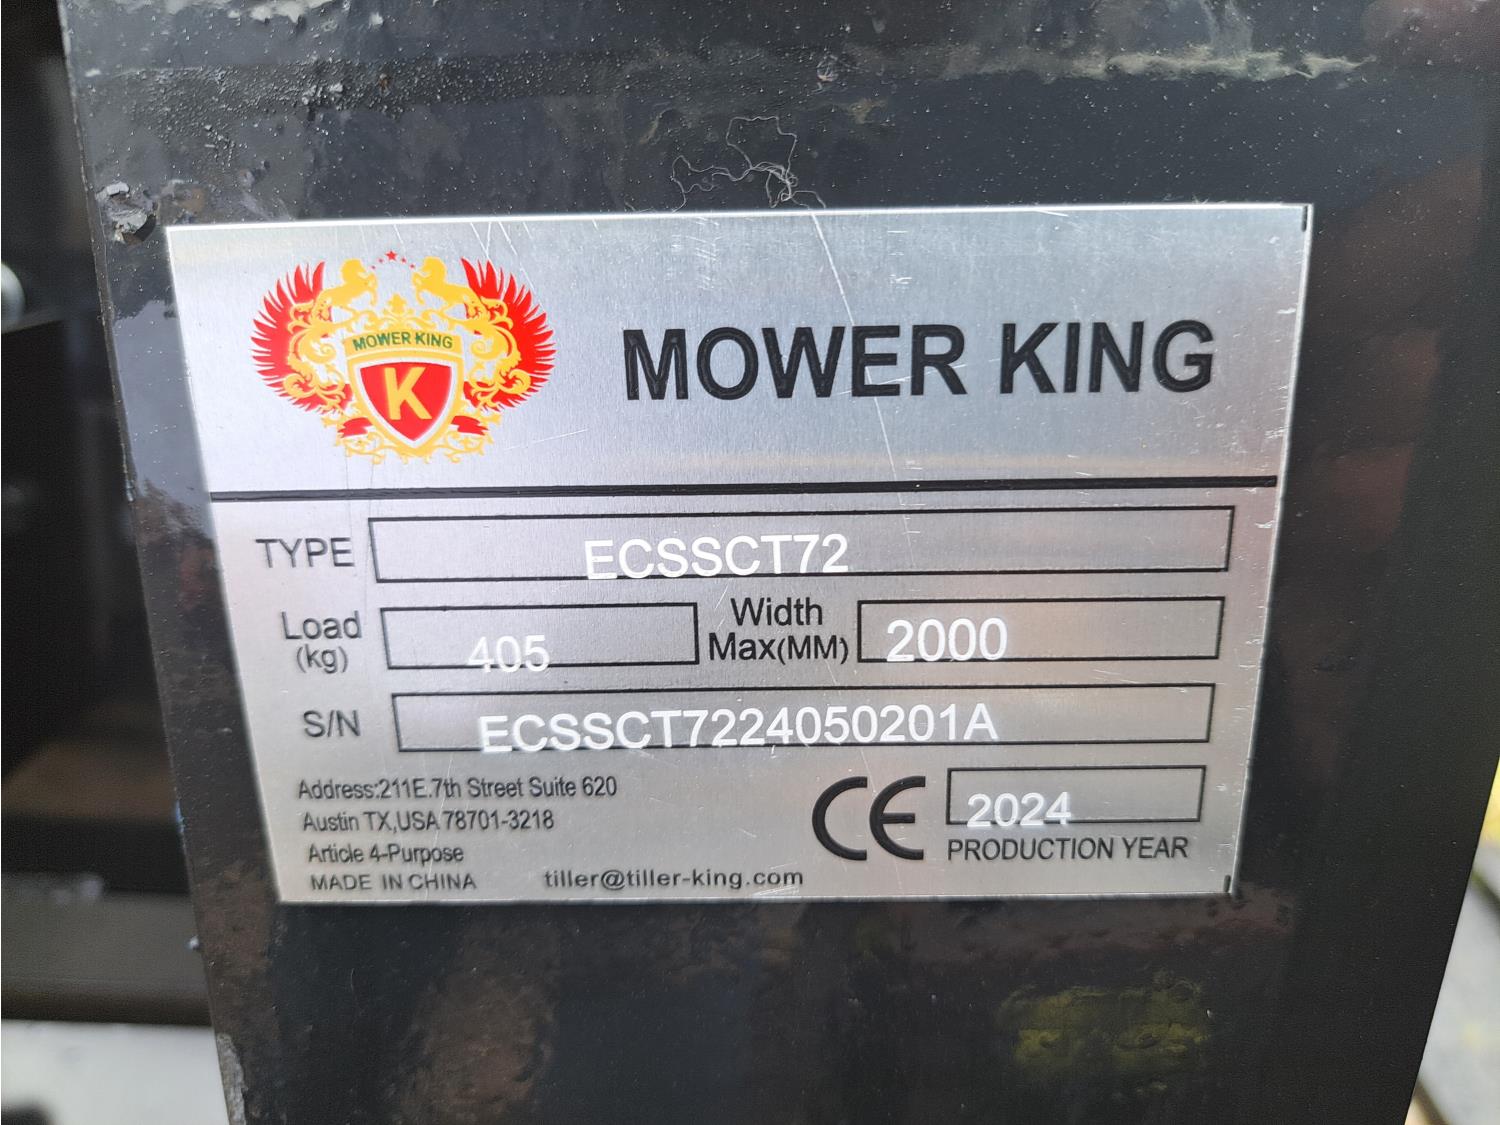 MOWER KING
K
MOWER KING
TYPE ECSSCT72
Load (kg) 405 Width Max(MM) 2000
S/N ECSSCT7224050201A
Address:211E.7th Street Suite 620
Austin TX,USA 78701-3218
Article 4-Purpose
MADE IN CHINA tiller@tiller-king.com
CE 2024
PRODUCTION YEAR